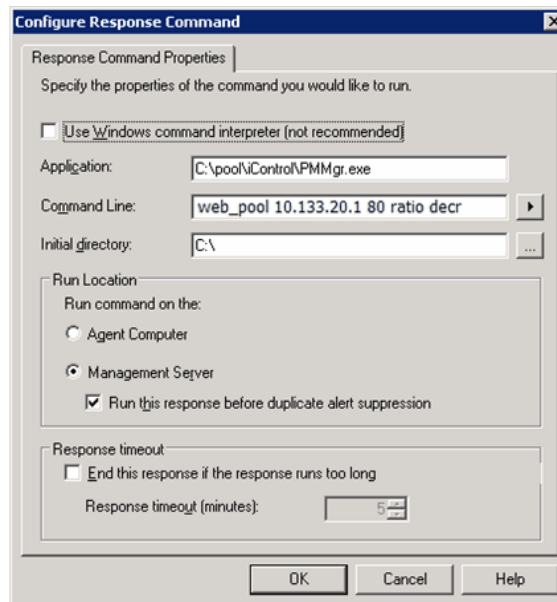 Configure Response Command
Response Command Properties
Specify the properties of the command you would like to run.
Use Windows command interpreter (not recommended)
Application: C:\pool\iControl\PMMgr.exe
Command Line: web_pool 10.133.20.1 80 ratio decr
Initial directory: C:\ ...
Run Location
Run command on the:
Agent Computer
Management Server
Run this response before duplicate alert suppression
Response timeout
End this response if the response runs too long
Response timeout (minutes): 5
OK Cancel Help